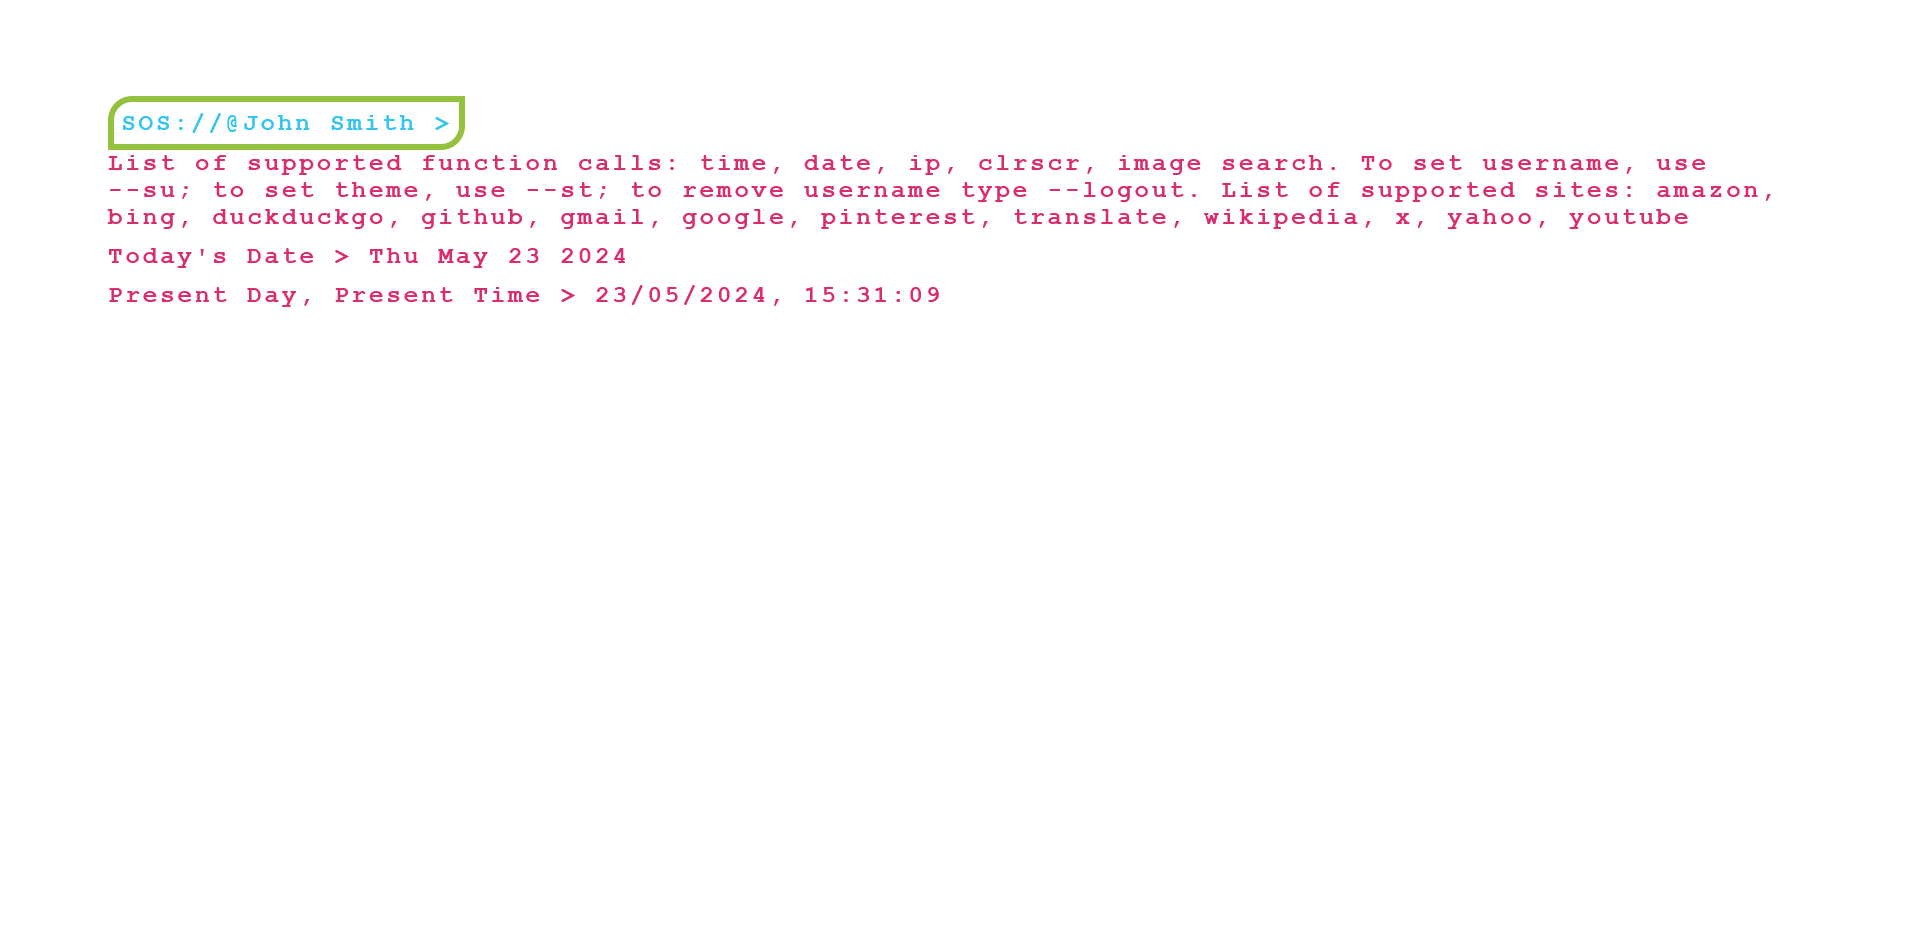 SOS://@John Smith >
List of supported function calls: time, date, ip, clrscr, image search. To set username, use
--su; to set theme, use --st; to remove username type --logout. List of supported sites: amazon,
bing, duckduckgo, github, gmail, google, pinterest, translate, wikipedia, x, yahoo, youtube
Today's Date > Thu May 23 2024
Present Day, Present Time > 23/05/2024, 15:31:09